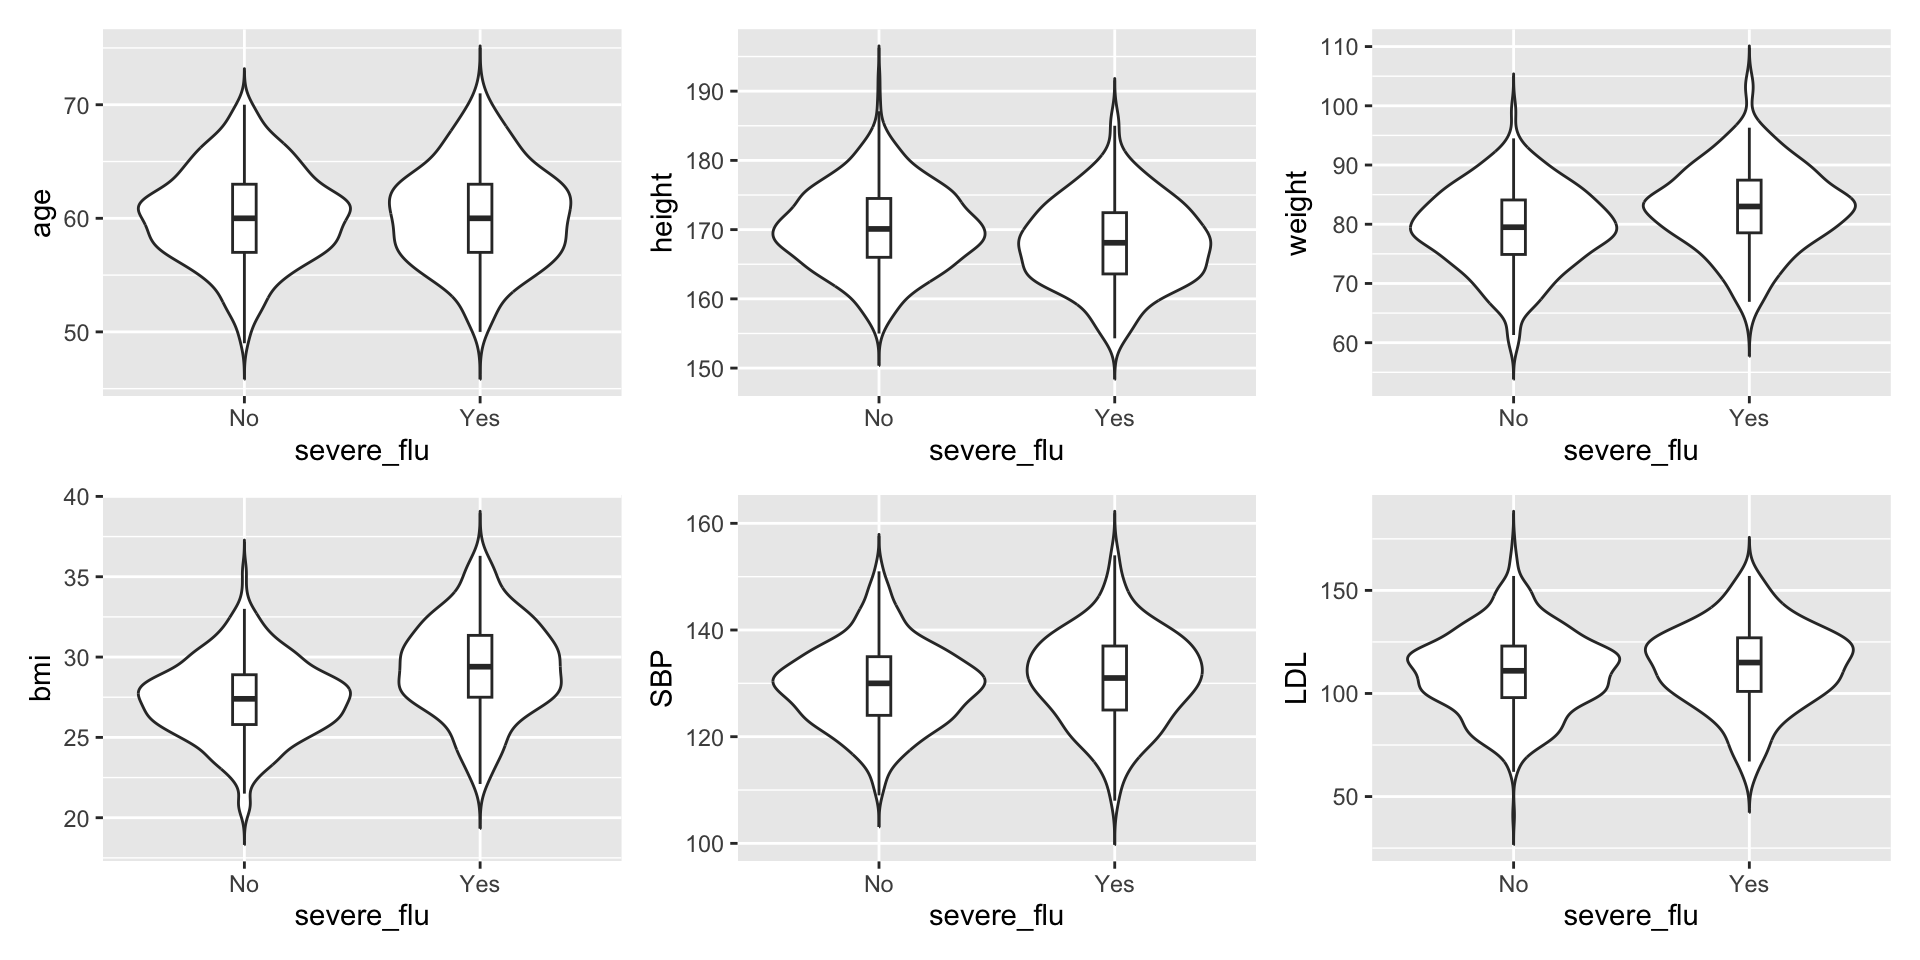 age
70
60
50
No Yes
severe_flu
height
190
180
170
160
150
No Yes
severe_flu
weight
110
100
90
80
70
60
No Yes
severe_flu
bmi
40
35
30
25
20
No Yes
severe_flu
SBP
160
140
120
100
No Yes
severe_flu
LDL
150
100
50
No Yes
severe_flu